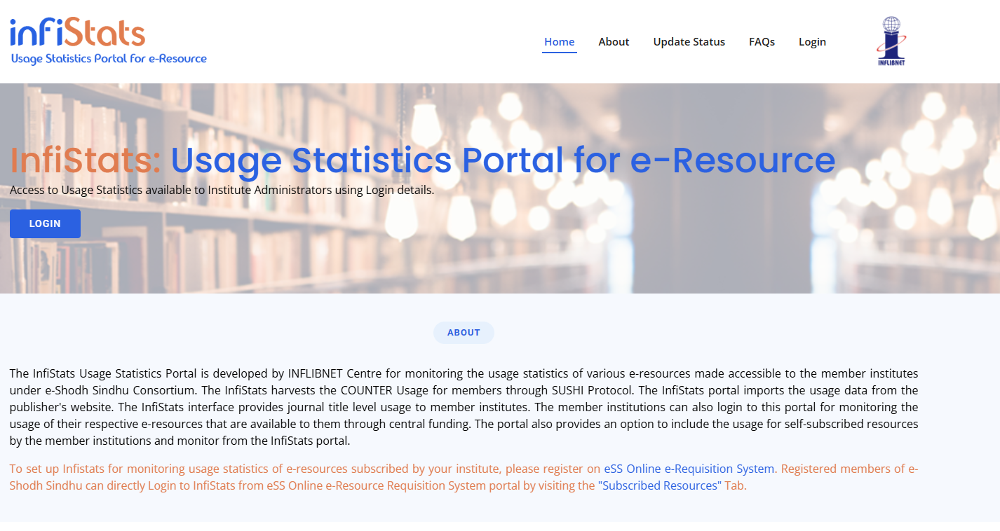 infiStats
Usage Statistics Portal for e-Resource
Home About Update Status FAQs Login
INFLIBNET
InfiStats: Usage Statistics Portal for e-Resource
Access to Usage Statistics available to Institute Administrators using Login details.
LOGIN
ABOUT
The InfiStats Usage Statistics Portal is developed by INFLIBNET Centre for monitoring the usage statistics of various e-resources made accessible to the member institutes
under e-Shodh Sindhu Consortium. The InfiStats harvests the COUNTER Usage for members through SUSHI Protocol. The InfiStats portal imports the usage data from the
publisher's website. The InfiStats interface provides journal title level usage to member institutes. The member institutions can also login to this portal for monitoring the
usage of their respective e-resources that are available to them through central funding. The portal also provides an option to include the usage for self-subscribed resources
by the member institutions and monitor from the InfiStats portal.
To set up Infistats for monitoring usage statistics of e-resources subscribed by your institute, please register on eSS Online e-Requisition System. Registered members of e-
Shodh Sindhu can directly Login to InfiStats from eSS Online e-Resource Requisition System portal by visiting the "Subscribed Resources" Tab.